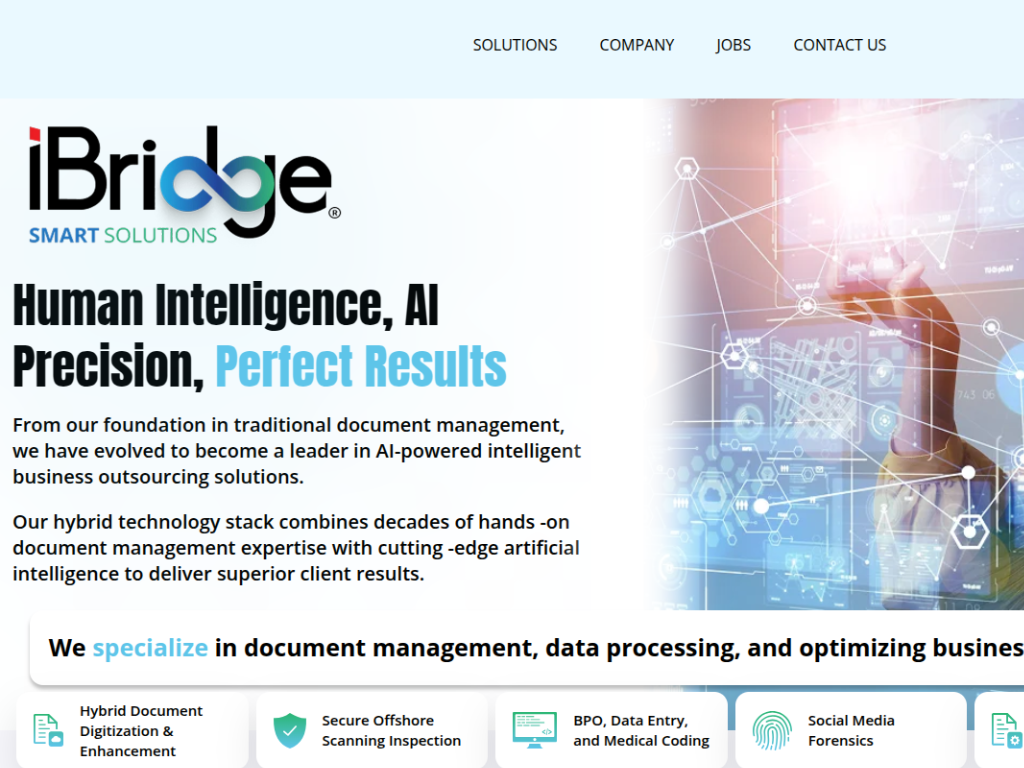 SOLUTIONS COMPANY JOBS CONTACT US
iBridge®
SMART SOLUTIONS
Human Intelligence, AI
Precision, Perfect Results
From our foundation in traditional document management,
we have evolved to become a leader in AI-powered intelligent
business outsourcing solutions.
Our hybrid technology stack combines decades of hands -on
document management expertise with cutting -edge artificial
intelligence to deliver superior client results.
743 06
We specialize in document management, data processing, and optimizing busines
Hybrid Document
Digitization &
Enhancement
Secure Offshore
Scanning Inspection
BPO, Data Entry,
and Medical Coding
Social Media
Forensics